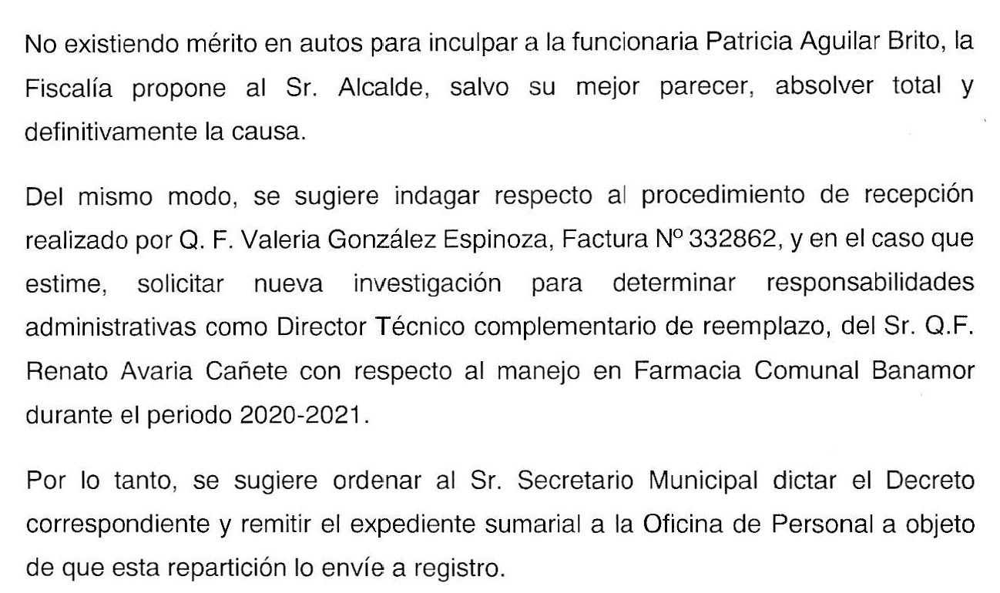 No existiendo mérito en autos para inculpar a la funcionaria Patricia Aguilar Brito, la
Fiscalía propone al Sr. Alcalde, salvo su mejor parecer, absolver total y
definitivamente la causa.
Del mismo modo, se sugiere indagar respecto al procedimiento de recepción
realizado por Q. F. Valeria González Espinoza, Factura Nº 332862, y en el caso que
estime, solicitar nueva investigación para determinar responsabilidades
administrativas como Director Técnico complementario de reemplazo, del Sr. Q.F.
Renato Avaria Cañete con respecto al manejo en Farmacia Comunal Banamor
durante el periodo 2020-2021.
Por lo tanto, se sugiere ordenar al Sr. Secretario Municipal dictar el Decreto
correspondiente y remitir el expediente sumarial a la Oficina de Personal a objeto
de que esta repartición lo envíe a registro.